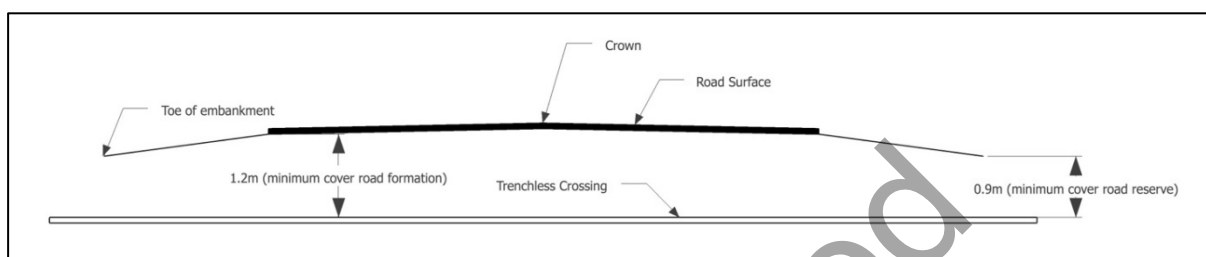 Crown
Road Surface
Toe of embankment
1.2m (minimum cover road formation)
Trenchless Crossing
0.9m (minimum cover road reserve)